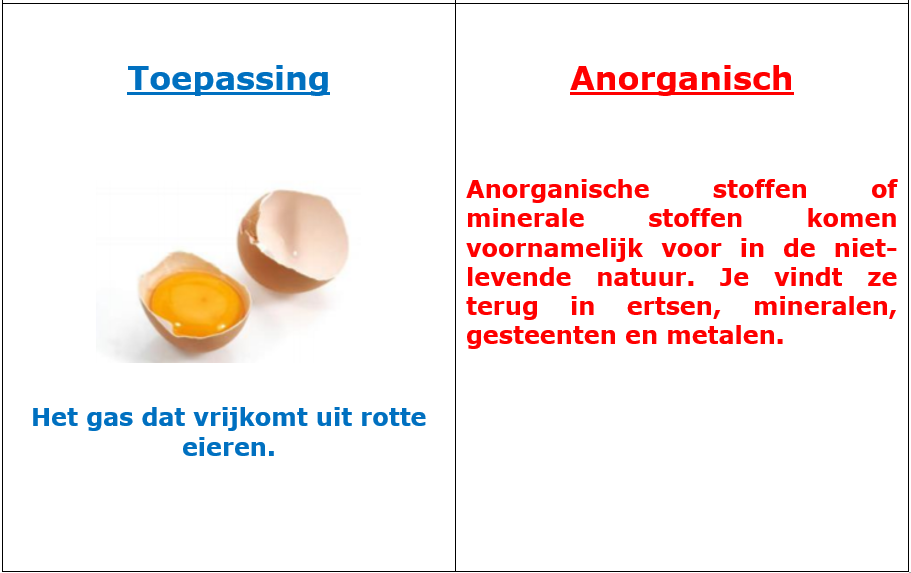 Toepassing
Het gas dat vrijkomt uit rotte
eieren.
Anorganisch
Anorganische stoffen of
minerale stoffen komen
voornamelijk voor in de niet-
levende natuur. Je vindt ze
terug in ertsen, mineralen,
gesteenten en metalen.